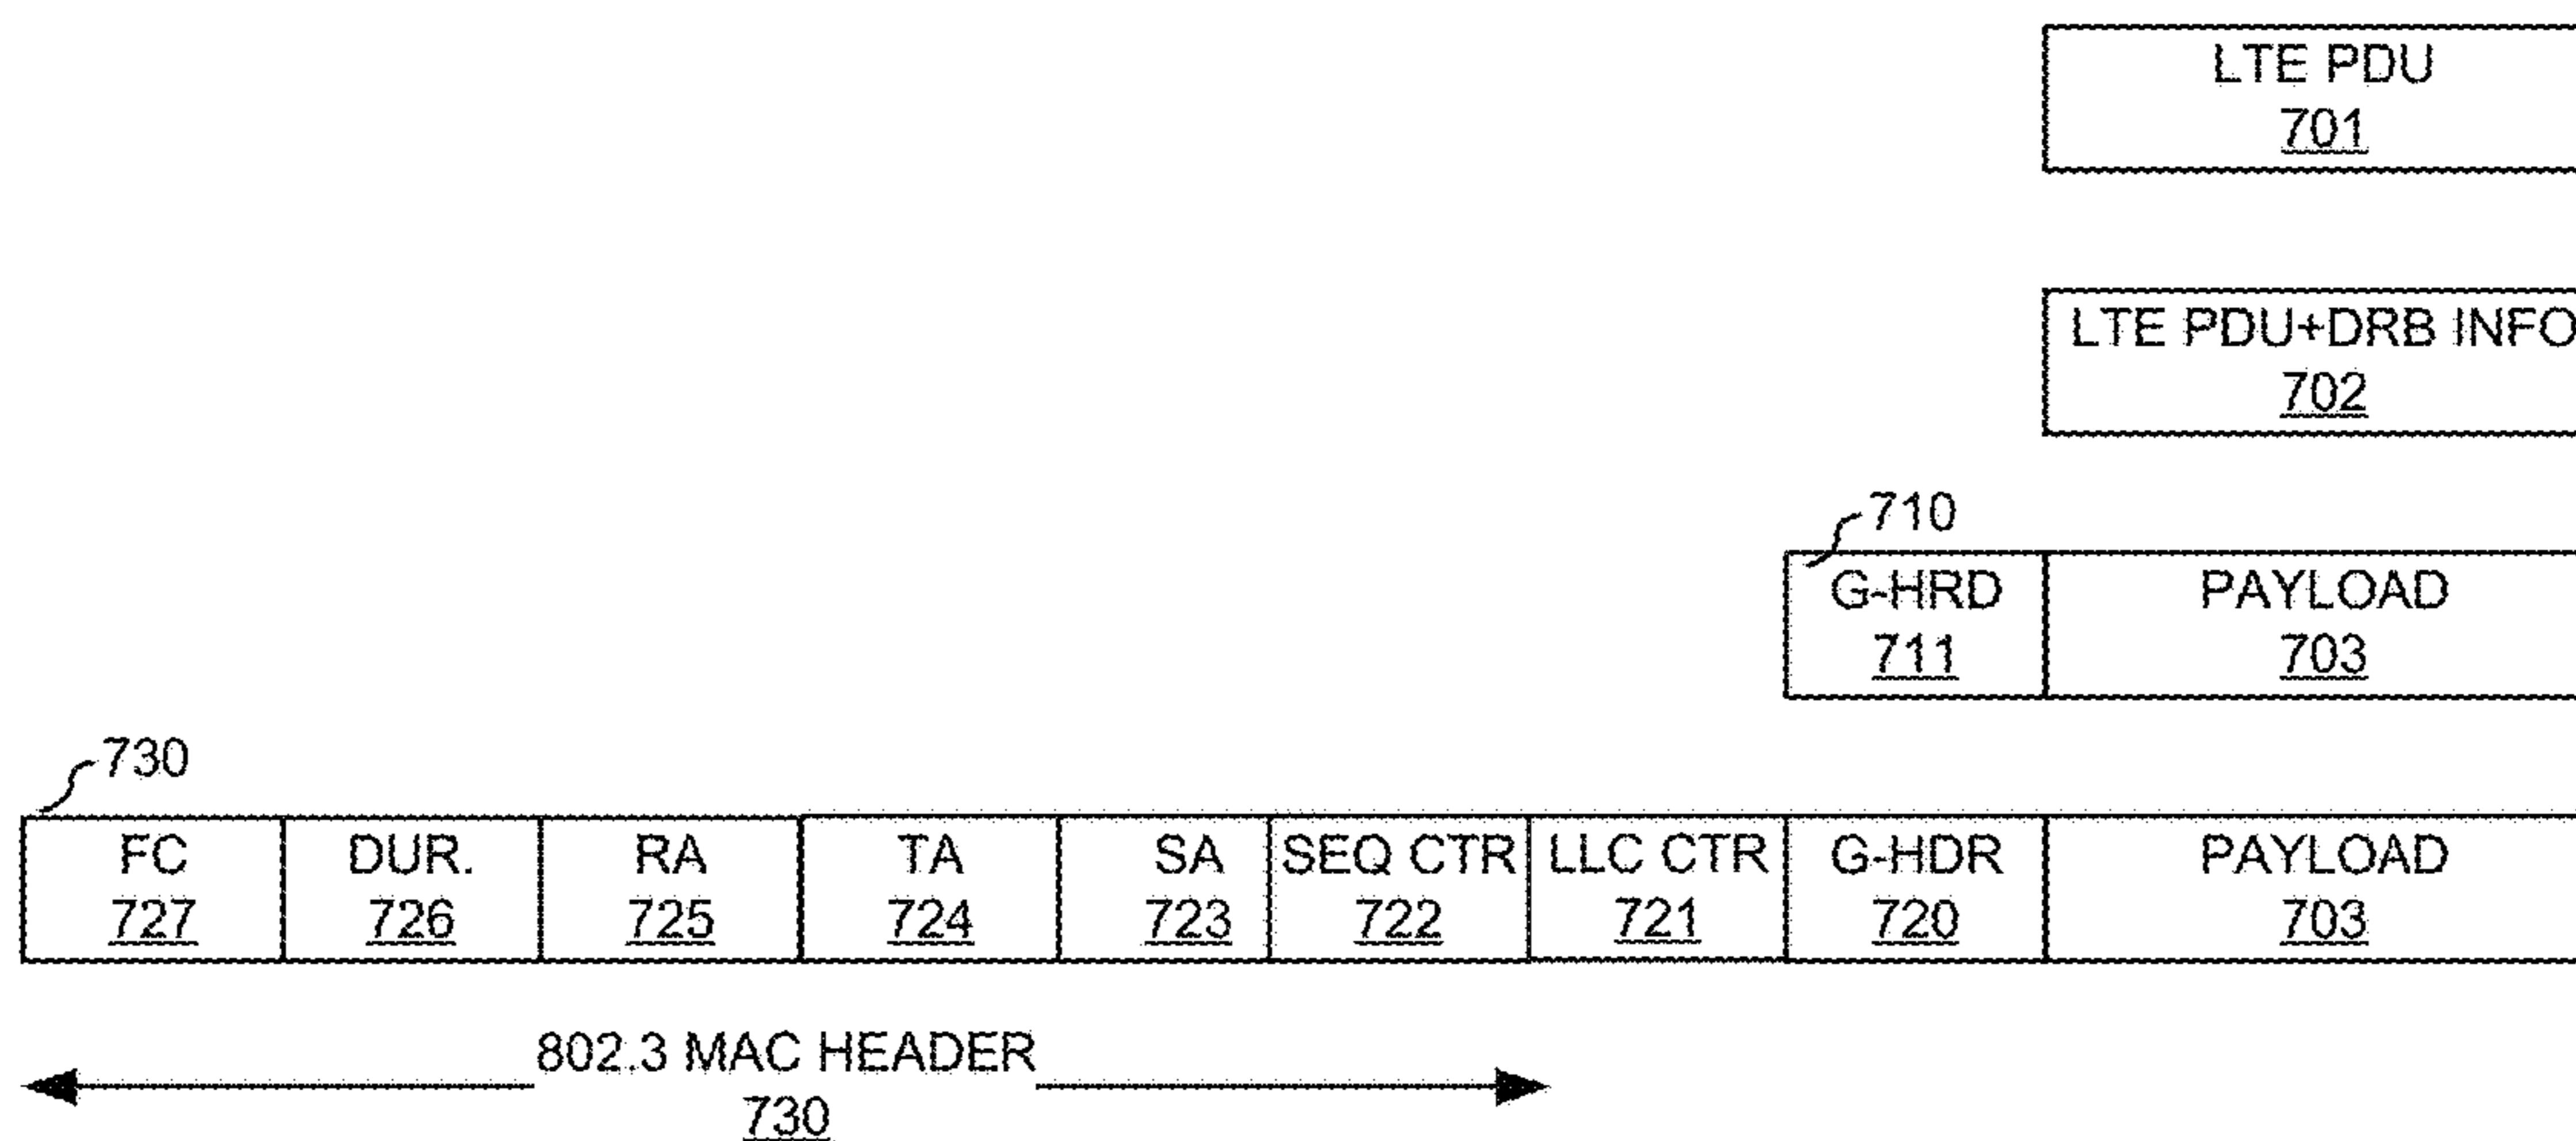 LTE PDU
701
LTE PDU+DRB INFO
702
710
G-HRD PAYLOAD
711 703
730
FC DUR. RA TA SA SEQ CTR LLC CTR G-HDR PAYLOAD
727 726 725 724 723 722 721 720 703
802.3 MAC HEADER
730